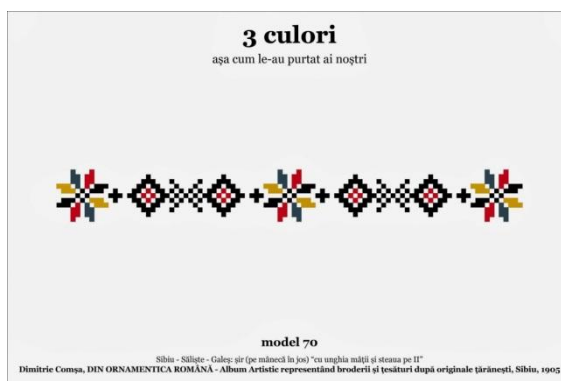 3 culori
așa cum le-au purtat ai noștri
model 70
Sibiu - Săliște - Galeș: șir (pe mânecă în jos) "cu unghia mâții și steaua pe II"
Dimitrie Comșa, DIN ORNAMENTICA ROMÂNĂ - Album Artistic reprezentând broderii și țesături după originale țărănești, Sibiu, 1905